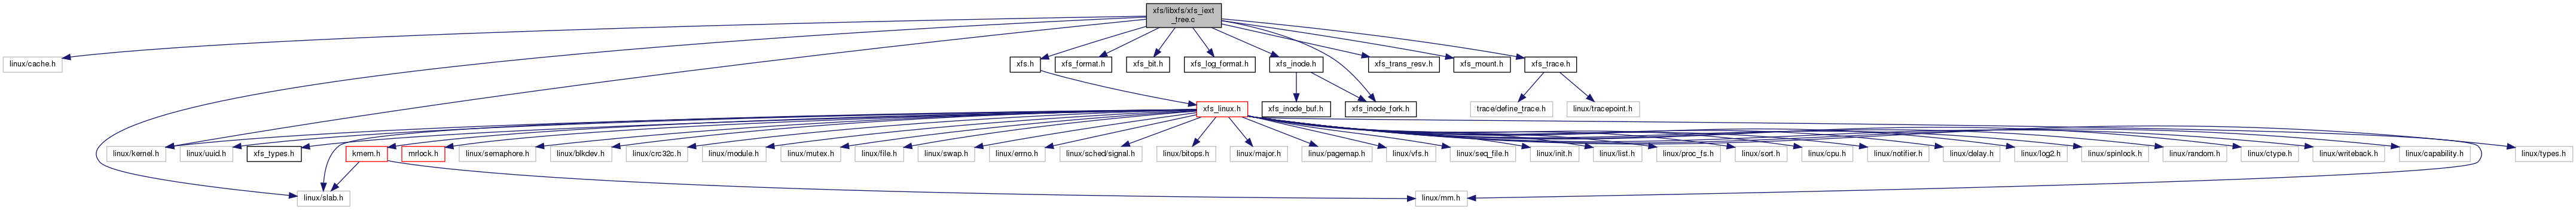 xfs/libxfs/xfs_iext
_tree.c
linux/cache.h
xfs.h
xfs_format.h
xfs_bit.h
xfs_log_format.h
xfs_inode.h
xfs_trans_resv.h
xfs_mount.h
xfs_trace.h
xfs_linux.h
xfs_inode_buf.h
xfs_inode_fork.h
trace/define_trace.h
linux/tracepoint.h
linux/kernel.h
linux/uuid.h
xfs_types.h
kmem.h
mrlock.h
linux/semaphore.h
linux/blkdev.h
linux/crc32c.h
linux/module.h
linux/mutex.h
linux/file.h
linux/swap.h
linux/errno.h
linux/sched/signal.h
linux/bitops.h
linux/major.h
linux/pagemap.h
linux/vfs.h
linux/seq_file.h
linux/init.h
linux/list.h
linux/proc_fs.h
linux/sort.h
linux/cpu.h
linux/notifier.h
linux/delay.h
linux/log2.h
linux/spinlock.h
linux/random.h
linux/ctype.h
linux/writeback.h
linux/capability.h
linux/types.h
linux/slab.h
linux/mm.h